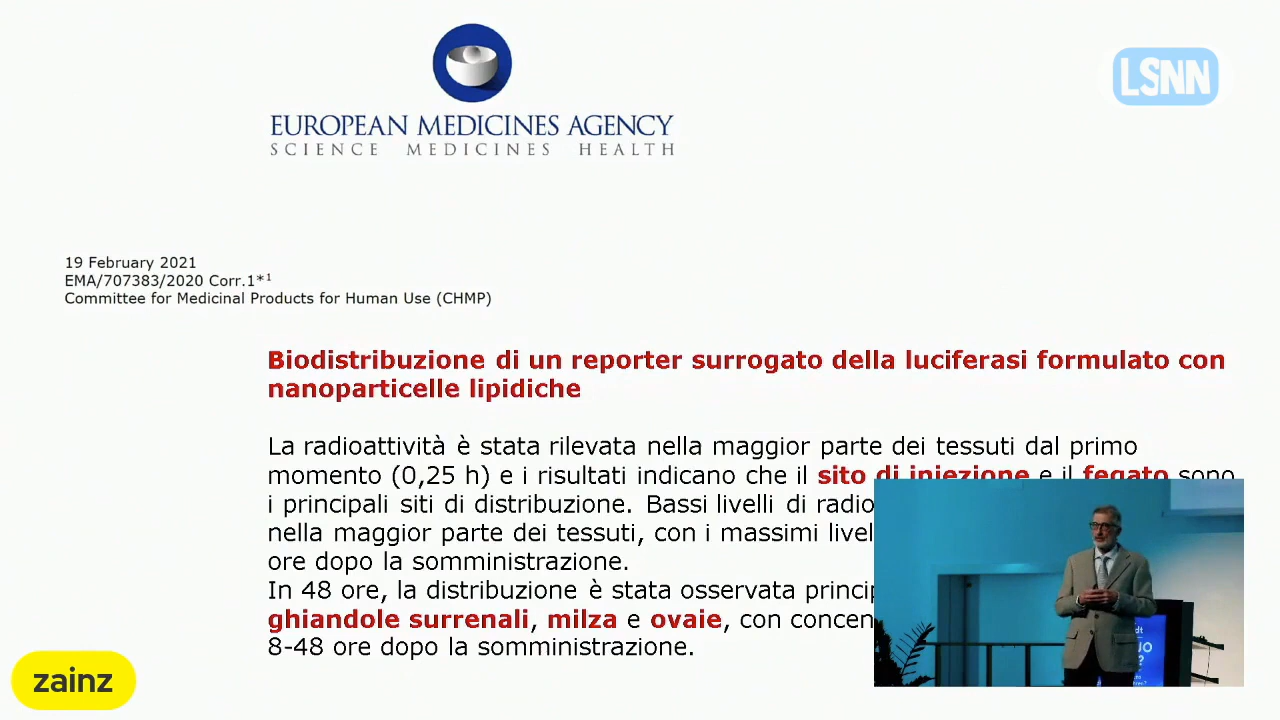 EUROPEAN MEDICINES AGENCY
SCIENCE MEDICINES HEALTH
LSNN
19 February 2021
EMA/707383/2020 Corr.1*¹
Committee for Medicinal Products for Human Use (CHMP)
Biodistribuzione di un reporter surrogato della luciferasi formulato con
nanoparticelle lipidiche
La radioattività è stata rilevata nella maggior parte dei tessuti dal primo
momento (0,25 h) e i risultati indicano che il sito di iniezione e il fegato sono
i principali siti di distribuzione. Bassi livelli di
nella maggior parte dei tessuti, con i massimi
ore dopo la somministrazione.
In 48 ore, la distribuzione è stata osservata
ghiandole surrenali, milza e ovaie, con
8-48 ore dopo la somministrazione.
zainz